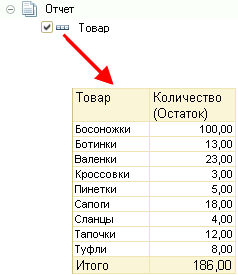 Отчет
Товар
Товар Количество
(Остаток)
Босоножки 100,00
Ботинки 13,00
Валенки 23,00
Кроссовки 3,00
Пинетки 5,00
Сапоги 18,00
Сланцы 4,00
Тапочки 12,00
Туфли 8,00
Итого 186,00